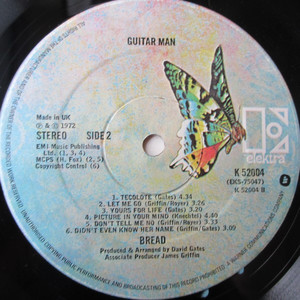 GUITAR MAN
Made in UK
℗ & © 1972
STEREO SIDE 2
EMI Music Publishing
Ltd. (1, 3, 4)
MCPS (H. Fox) (2, 5)
Copyright Control (6)
elektra
K 52004
(EKS-75047)
K 52004 B
1. TECOLOTE (Gates) 4.34
2. LET ME GO (Griffin/Royer) 3.26
3. YOURS FOR LIFE (Gates) 3.21
4. PICTURE IN YOUR MIND (Knechtel) 4.41
5. DON'T TELL ME NO (Griffin/Royer) 3.33
6. DIDN'T EVEN KNOW HER NAME (Gates) 3.09
BREAD
Produced & Arranged by David Gates
Associate Producer James Griffin